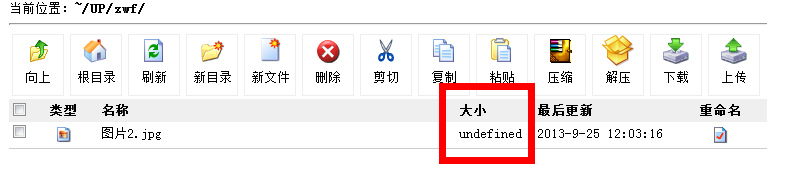 当前位置：~/UP/zwf/
向上 根目录 刷新 新目录 新文件 删除 剪切 复制 粘贴 压缩 解压 下载 上传
类型 名称 大小 最后更新 重命名
图片2.jpg undefined 2013-9-25 12:03:16